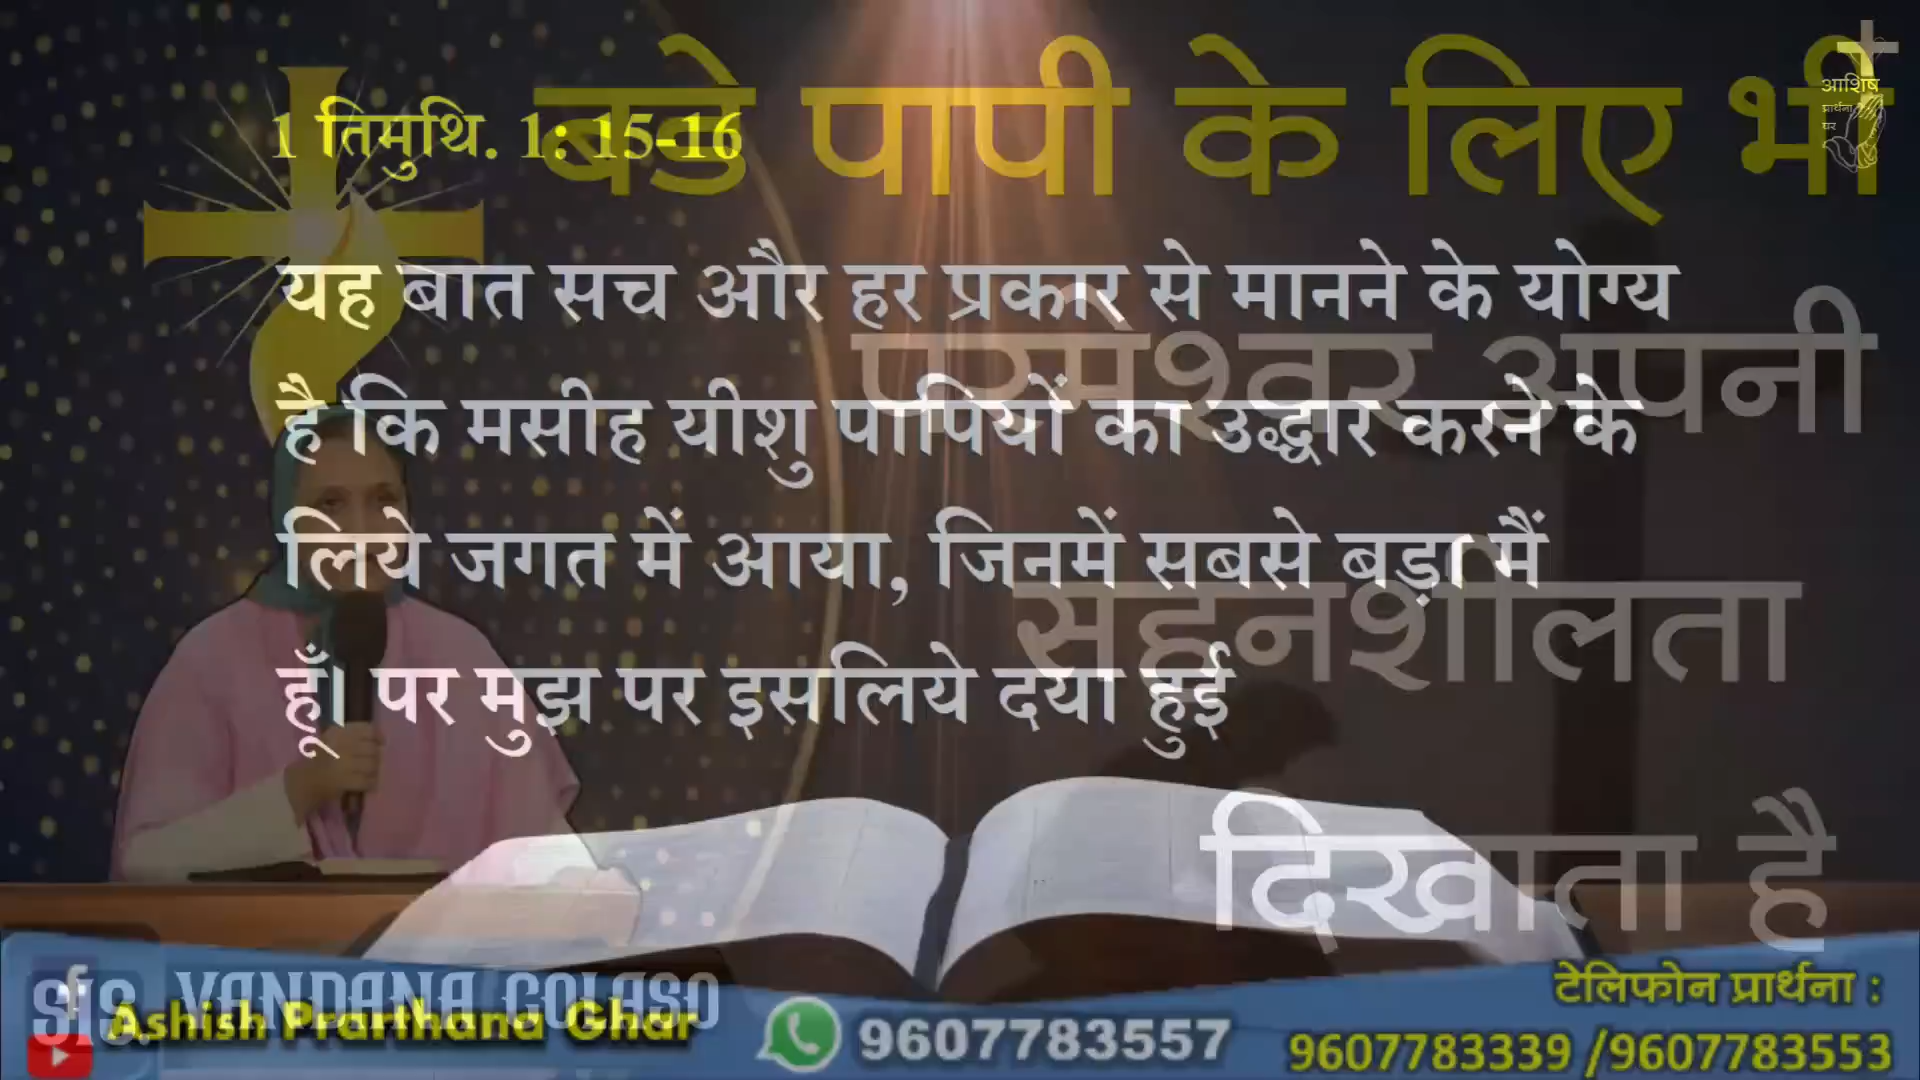 बडे पापी के लिए भी
परमेश्वर अपनी
सहनशीलता
दिखाता है
1 तिमुथि. 1: 15-16
यह बात सच और हर प्रकार से मानने के योग्य
है कि मसीह यीशु पापियों का उद्धार करने के
लिये जगत में आया, जिनमें सबसे बड़ा मैं
हूँ। पर मुझ पर इसलिये दया हुई
आशिष
प्रार्थना
घर
SIS. VANDANA COLASO
Ashish Prarthana Ghar
9607783557
टेलिफोन प्रार्थना :
9607783339 /9607783553